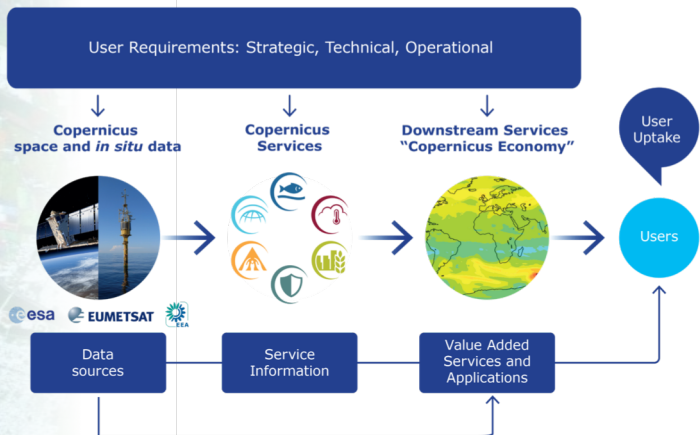 User Requirements: Strategic, Technical, Operational
Copernicus
space and in situ data
Copernicus
Services
Downstream Services
“Copernicus Economy”
User
Uptake
Users
esa
EUMETSAT
EEA
Data
sources
Service
Information
Value Added
Services and
Applications